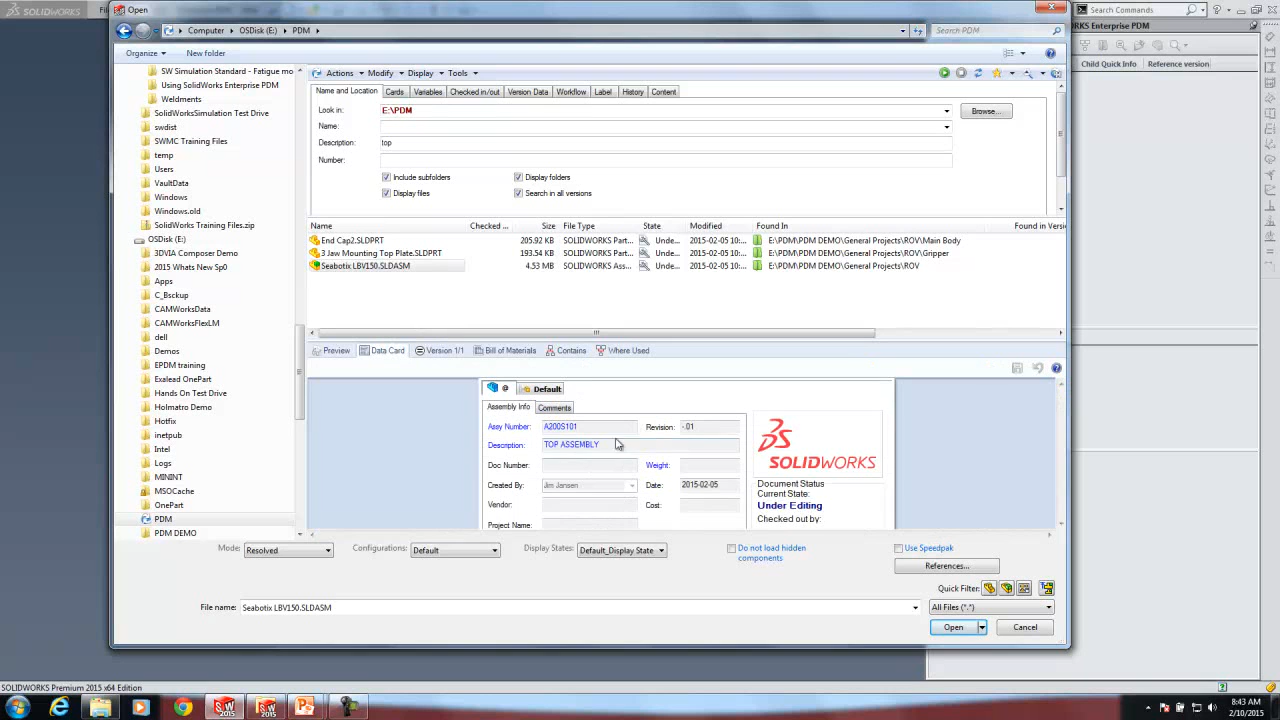 SOLIDWORKS
Open
Search Commands
Computer ▸ OSDisk (E:) ▸ PDM ▸
Search PDM
KS Enterprise PDM
Organize
New folder
Child Quick Info
Reference version
SW Simulation Standard - Fatigue mo
Using SolidWorks Enterprise PDM
Weldments
SolidWorksSimulation Test Drive
swdist
SWMC Training Files
temp
Users
VaultData
Windows
Windows.old
SolidWorks Training Files.zip
OSDisk (E:)
3DVIA Composer Demo
2015 Whats New Sp0
Apps
C_Bsckup
CAMWorksData
CAMWorksFlexLM
dell
Demos
EPDM training
Exalead OnePart
Hands On Test Drive
Holmatro Demo
Hotfix
inetpub
Intel
Logs
MININT
MSOCache
OnePart
PDM
PDM DEMO
Actions
Modify
Display
Tools
Name and Location
Cards
Variables
Checked in/out
Version Data
Workflow
Label
History
Content
Look in:
E:\PDM
Browse...
Name:
Description:
top
Number:
Include subfolders
Display folders
Display files
Search in all versions
Name
Checked ...
Size
File Type
State
Modified
Found In
Found in Versi
End Cap2.SLDPRT 205.92 KB SOLIDWORKS Part... Unde... 2015-02-05 10:... E:\PDM\PDM DEMO\General Projects\ROV\Main Body
3 Jaw Mounting Top Plate.SLDPRT 193.54 KB SOLIDWORKS Part... Unde... 2015-02-05 10:... E:\PDM\PDM DEMO\General Projects\ROV\Gripper
Seabotix LBV150.SLDASM 4.53 MB SOLIDWORKS Ass... Unde... 2015-02-05 10:... E:\PDM\PDM DEMO\General Projects\ROV
Preview
Data Card
Version 1/1
Bill of Materials
Contains
Where Used
@
Default
Assembly Info
Comments
Assy Number: A200S101
Revision: -.01
Description: TOP ASSEMBLY
Doc Number:
Weight:
Created By: Jim Jansen
Date: 2015-02-05
Vendor:
Cost:
Project Name:
SOLIDWORKS
Document Status
Current State:
Under Editing
Checked out by:
Mode: Resolved
Configurations: Default
Display States: Default_Display State
Do not load hidden
components
Use Speedpak
References...
Quick Filter:
File name: Seabotix LBV150.SLDASM
All Files (*.*)
Open
Cancel
SOLIDWORKS Premium 2015 x64 Edition
8:43 AM
2/10/2015